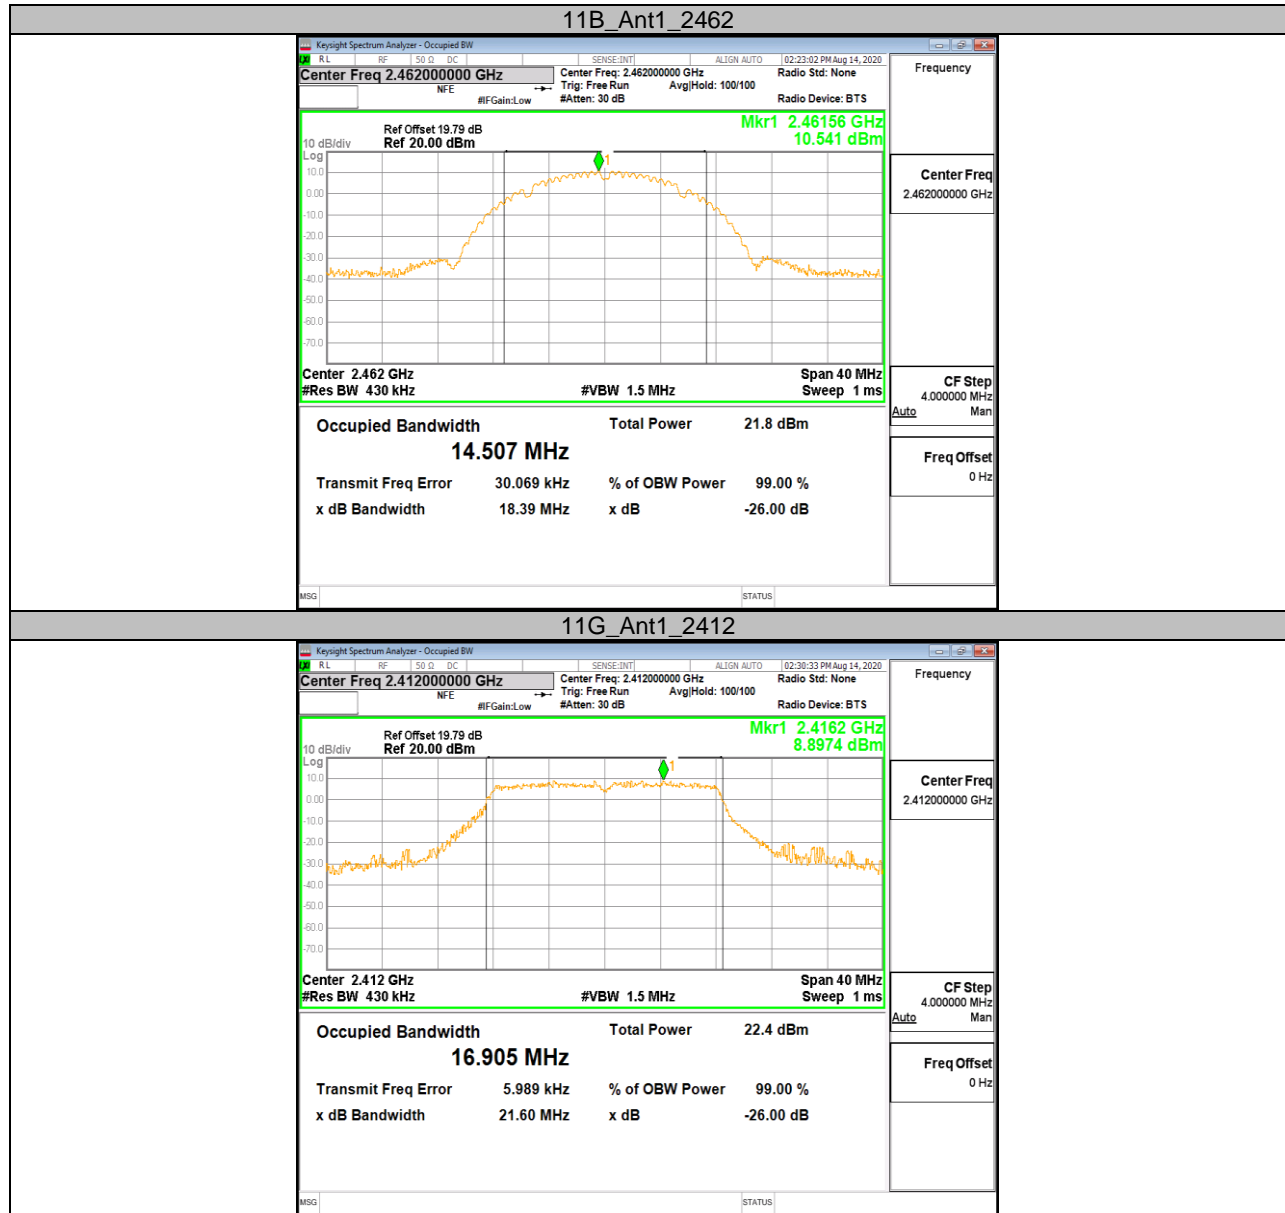 11B_Ant1_2462
Keysight Spectrum Analyzer - Occupied BW
RL RF 50 Ω DC SENSE:INT ALIGN AUTO 02:23:02 PM Aug 14, 2020
Center Freq 2.462000000 GHz Center Freq: 2.462000000 GHz Radio Std: None Frequency
NFE Trig: Free Run Avg|Hold: 100/100
#IFGain:Low #Atten: 30 dB Radio Device: BTS
Mkr1 2.46156 GHz
Ref Offset 19.79 dB
10 dB/div Ref 20.00 dBm 10.541 dBm
Log
1
10.0
0.00
-10.0
-20.0
-30.0
-40.0
-50.0
-60.0
-70.0
Center Freq
2.462000000 GHz
Center 2.462 GHz Span 40 MHz
#Res BW 430 kHz #VBW 1.5 MHz Sweep 1 ms
CF Step
4.000000 MHz
Auto Man
Occupied Bandwidth Total Power 21.8 dBm
14.507 MHz
Freq Offset
0 Hz
Transmit Freq Error 30.069 kHz % of OBW Power 99.00 %
x dB Bandwidth 18.39 MHz x dB -26.00 dB
MSG STATUS
11G_Ant1_2412
Keysight Spectrum Analyzer - Occupied BW
RL RF 50 Ω DC SENSE:INT ALIGN AUTO 02:30:33 PM Aug 14, 2020
Center Freq 2.412000000 GHz Center Freq: 2.412000000 GHz Radio Std: None Frequency
NFE Trig: Free Run Avg|Hold: 100/100
#IFGain:Low #Atten: 30 dB Radio Device: BTS
Mkr1 2.4162 GHz
Ref Offset 19.79 dB
10 dB/div Ref 20.00 dBm 8.8974 dBm
Log
1
10.0
0.00
-10.0
-20.0
-30.0
-40.0
-50.0
-60.0
-70.0
Center Freq
2.412000000 GHz
Center 2.412 GHz Span 40 MHz
#Res BW 430 kHz #VBW 1.5 MHz Sweep 1 ms
CF Step
4.000000 MHz
Auto Man
Occupied Bandwidth Total Power 22.4 dBm
16.905 MHz
Freq Offset
0 Hz
Transmit Freq Error 5.989 kHz % of OBW Power 99.00 %
x dB Bandwidth 21.60 MHz x dB -26.00 dB
MSG STATUS